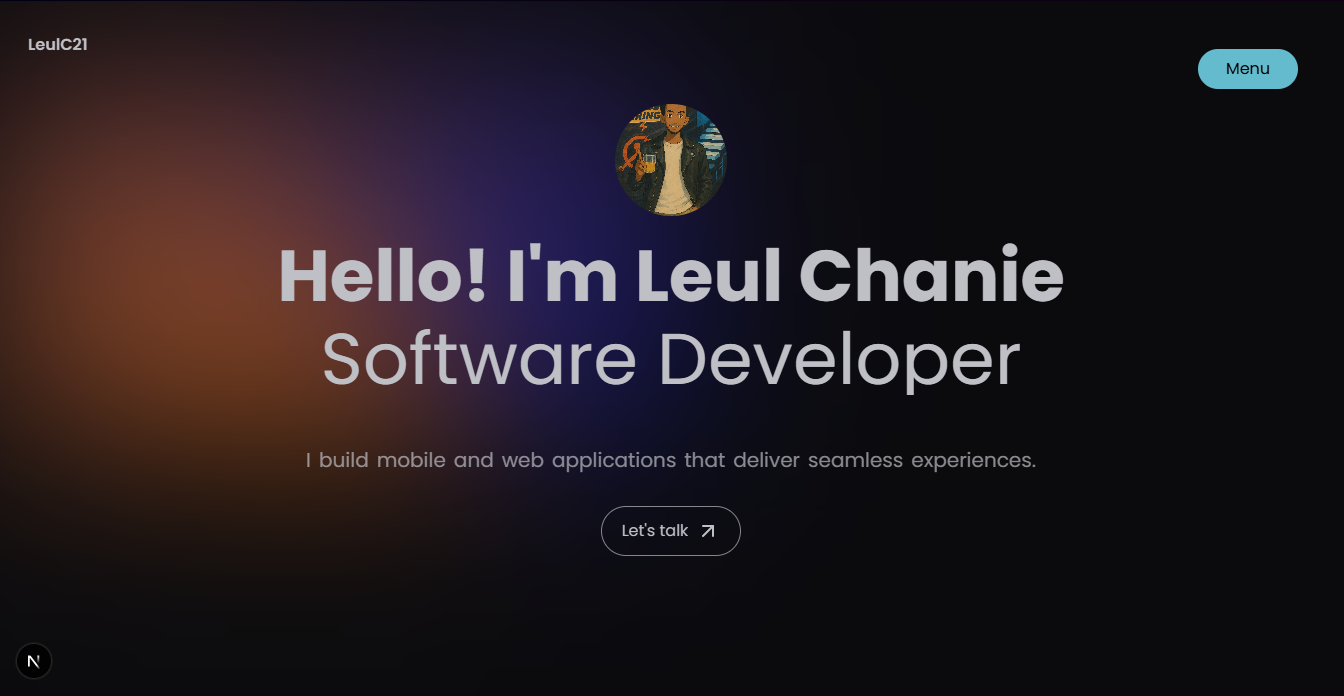 LeulC21
Menu
Hello! I'm Leul Chanie
Software Developer
I build mobile and web applications that deliver seamless experiences.
Let's talk
N